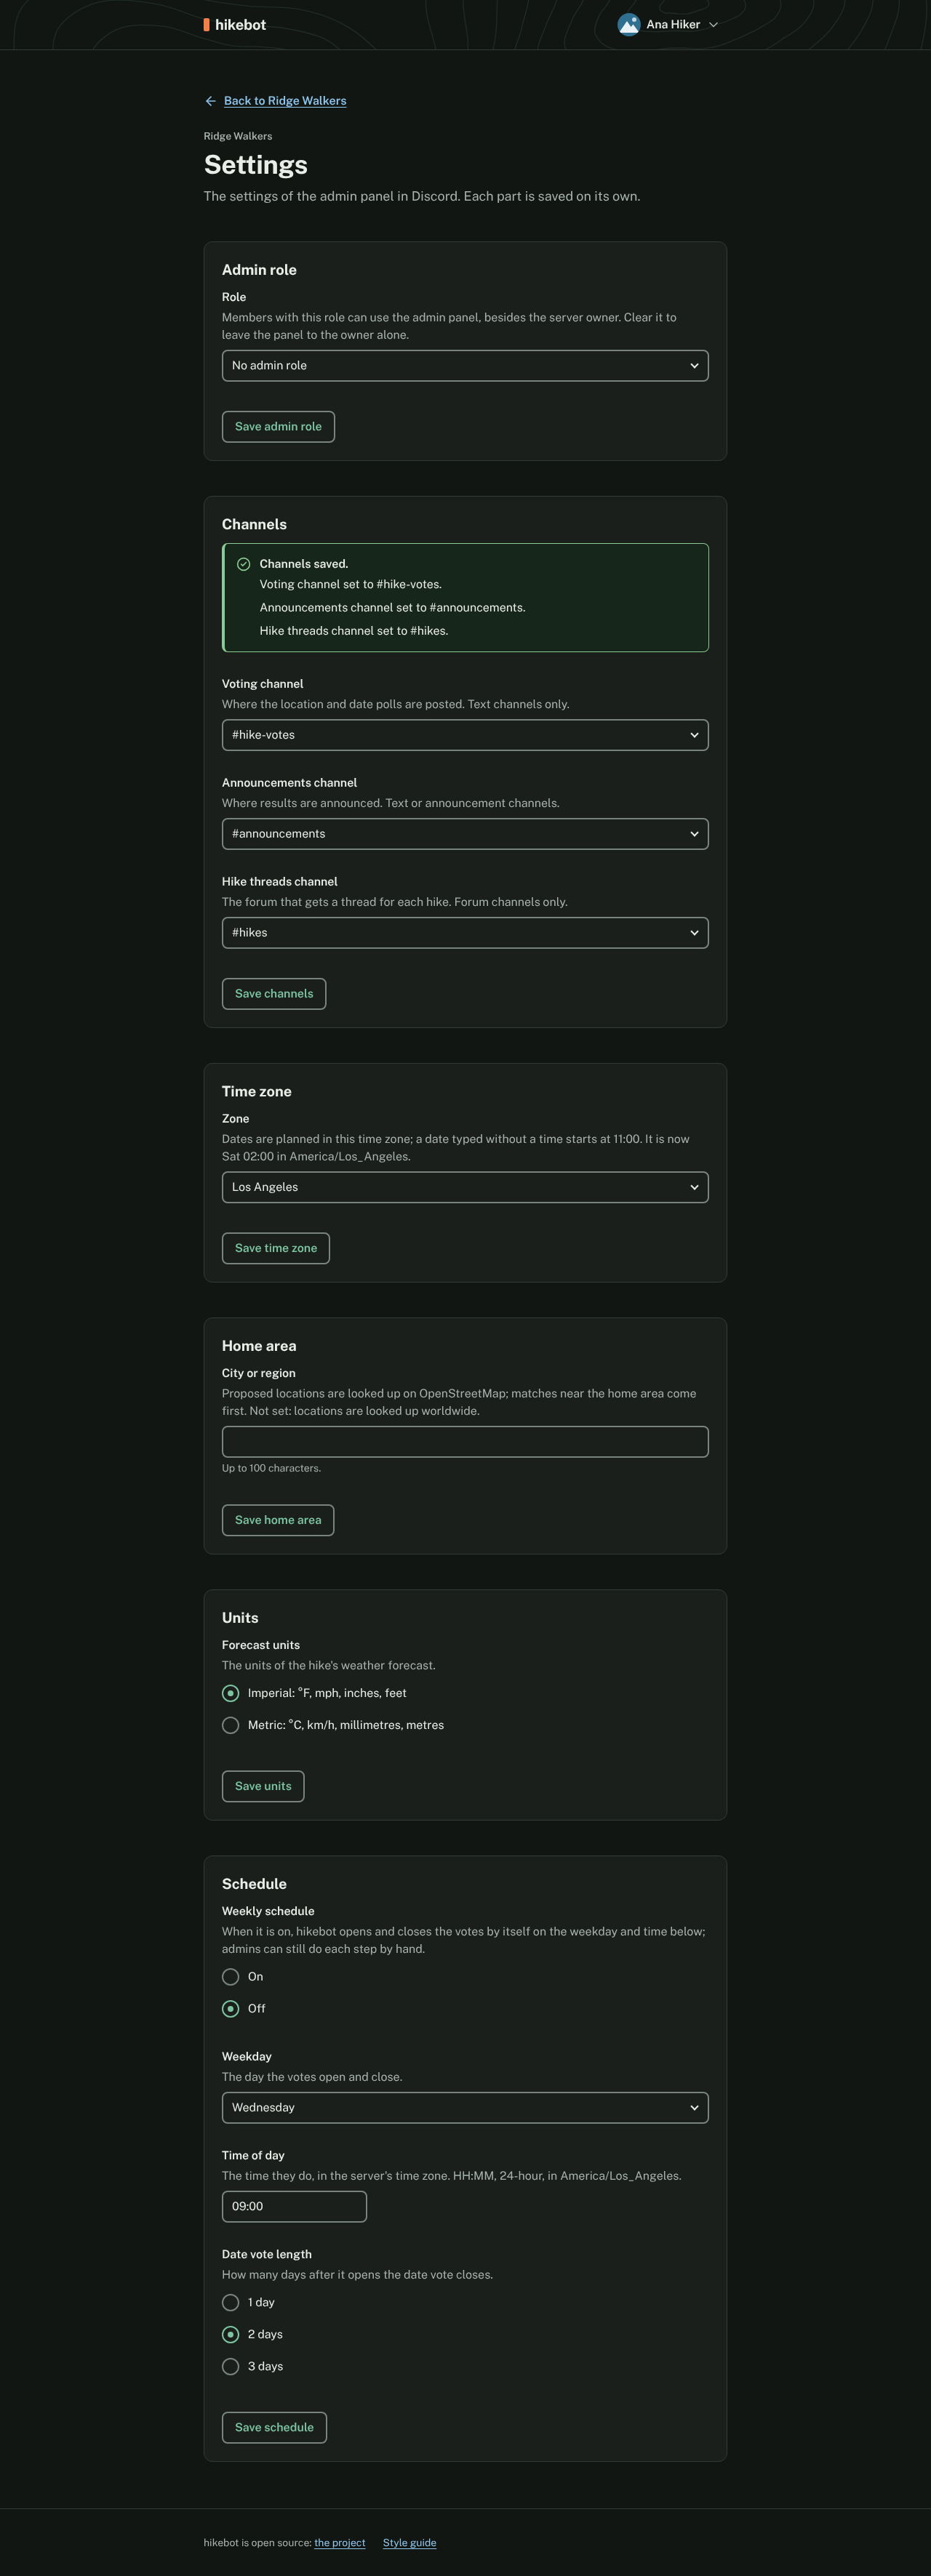 hikebot
Ana Hiker
Back to Ridge Walkers
Ridge Walkers
Settings
The settings of the admin panel in Discord. Each part is saved on its own.
Admin role
Role
Members with this role can use the admin panel, besides the server owner. Clear it to
leave the panel to the owner alone.
No admin role
Save admin role
Channels
Channels saved.
Voting channel set to #hike-votes.
Announcements channel set to #announcements.
Hike threads channel set to #hikes.
Voting channel
Where the location and date polls are posted. Text channels only.
#hike-votes
Announcements channel
Where results are announced. Text or announcement channels.
#announcements
Hike threads channel
The forum that gets a thread for each hike. Forum channels only.
#hikes
Save channels
Time zone
Zone
Dates are planned in this time zone; a date typed without a time starts at 11:00. It is now
Sat 02:00 in America/Los_Angeles.
Los Angeles
Save time zone
Home area
City or region
Proposed locations are looked up on OpenStreetMap; matches near the home area come
first. Not set: locations are looked up worldwide.
Up to 100 characters.
Save home area
Units
Forecast units
The units of the hike's weather forecast.
Imperial: °F, mph, inches, feet
Metric: °C, km/h, millimetres, metres
Save units
Schedule
Weekly schedule
When it is on, hikebot opens and closes the votes by itself on the weekday and time below;
admins can still do each step by hand.
On
Off
Weekday
The day the votes open and close.
Wednesday
Time of day
The time they do, in the server's time zone. HH:MM, 24-hour, in America/Los_Angeles.
09:00
Date vote length
How many days after it opens the date vote closes.
1 day
2 days
3 days
Save schedule
hikebot is open source: the project Style guide